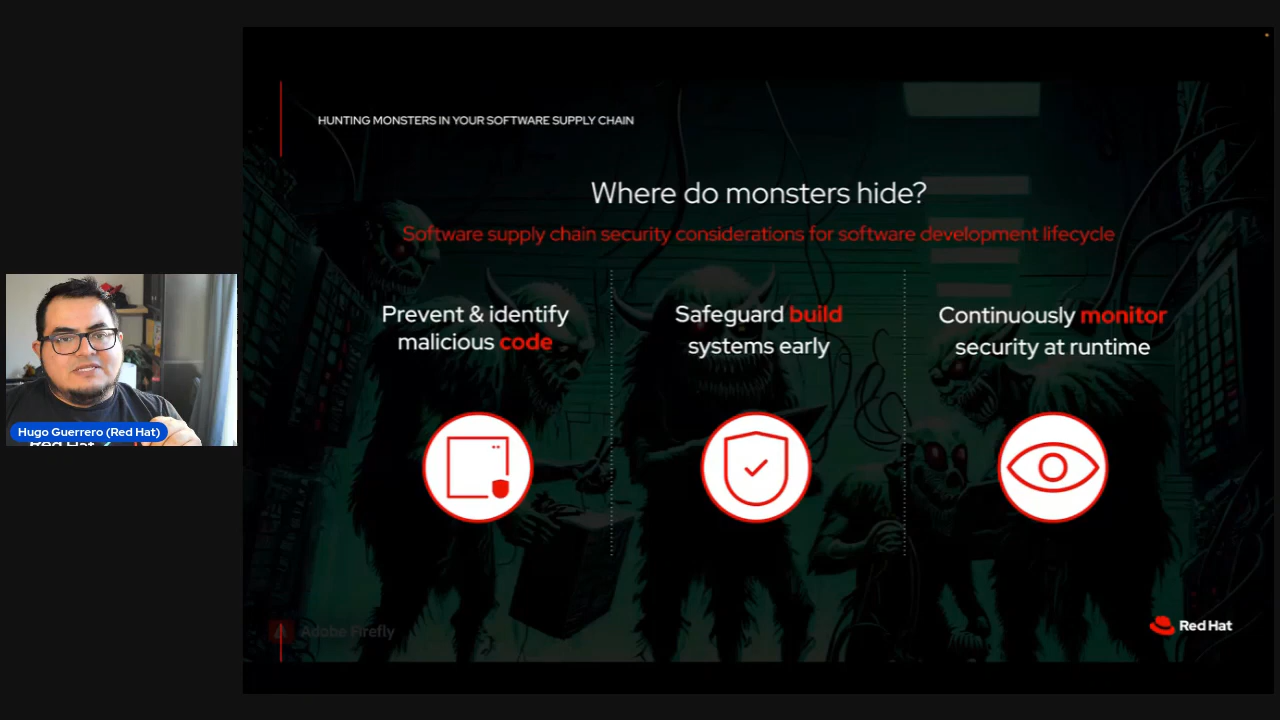 HUNTING MONSTERS IN YOUR SOFTWARE SUPPLY CHAIN
Where do monsters hide?
Software supply chain security considerations for software development lifecycle
Prevent & identify
malicious code
Safeguard build
systems early
Continuously monitor
security at runtime
Hugo Guerrero (Red Hat)
Red Hat
Adobe Firefly
Red Hat